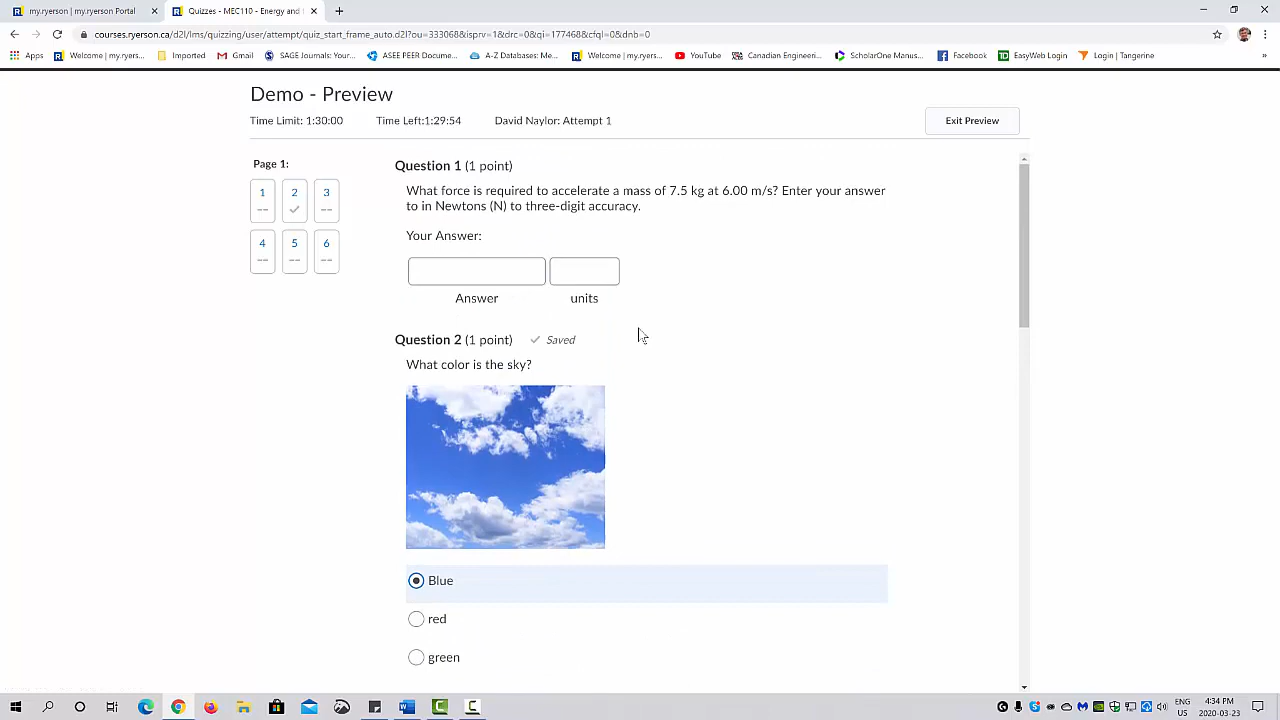 my.ryerson | my.ryerson Portal
Quizzes - MEC110 - Energy and
courses.ryerson.ca/d2l/lms/quizzing/user/attempt/quiz_start_frame_auto.d2l?ou=333068&isprv=1&drc=0&qi=177468&cfql=0&dnb=0
Apps Welcome | my.ryers... Imported Gmail SAGE Journals: Your... ASEE PEER Docume... A-Z Databases: Me... Welcome | my.ryers... YouTube Canadian Engineeri... ScholarOne Manus... Facebook EasyWeb Login Login | Tangerine
Demo - Preview
Time Limit: 1:30:00 Time Left:1:29:54 David Naylor: Attempt 1
Exit Preview
Page 1:
1 2 3
-- --
4 5 6
-- -- --
Question 1 (1 point)
What force is required to accelerate a mass of 7.5 kg at 6.00 m/s? Enter your answer
to in Newtons (N) to three-digit accuracy.
Your Answer:
Answer units
Question 2 (1 point) Saved
What color is the sky?
Blue
red
green
ENG
US
4:34 PM
2020-03-23